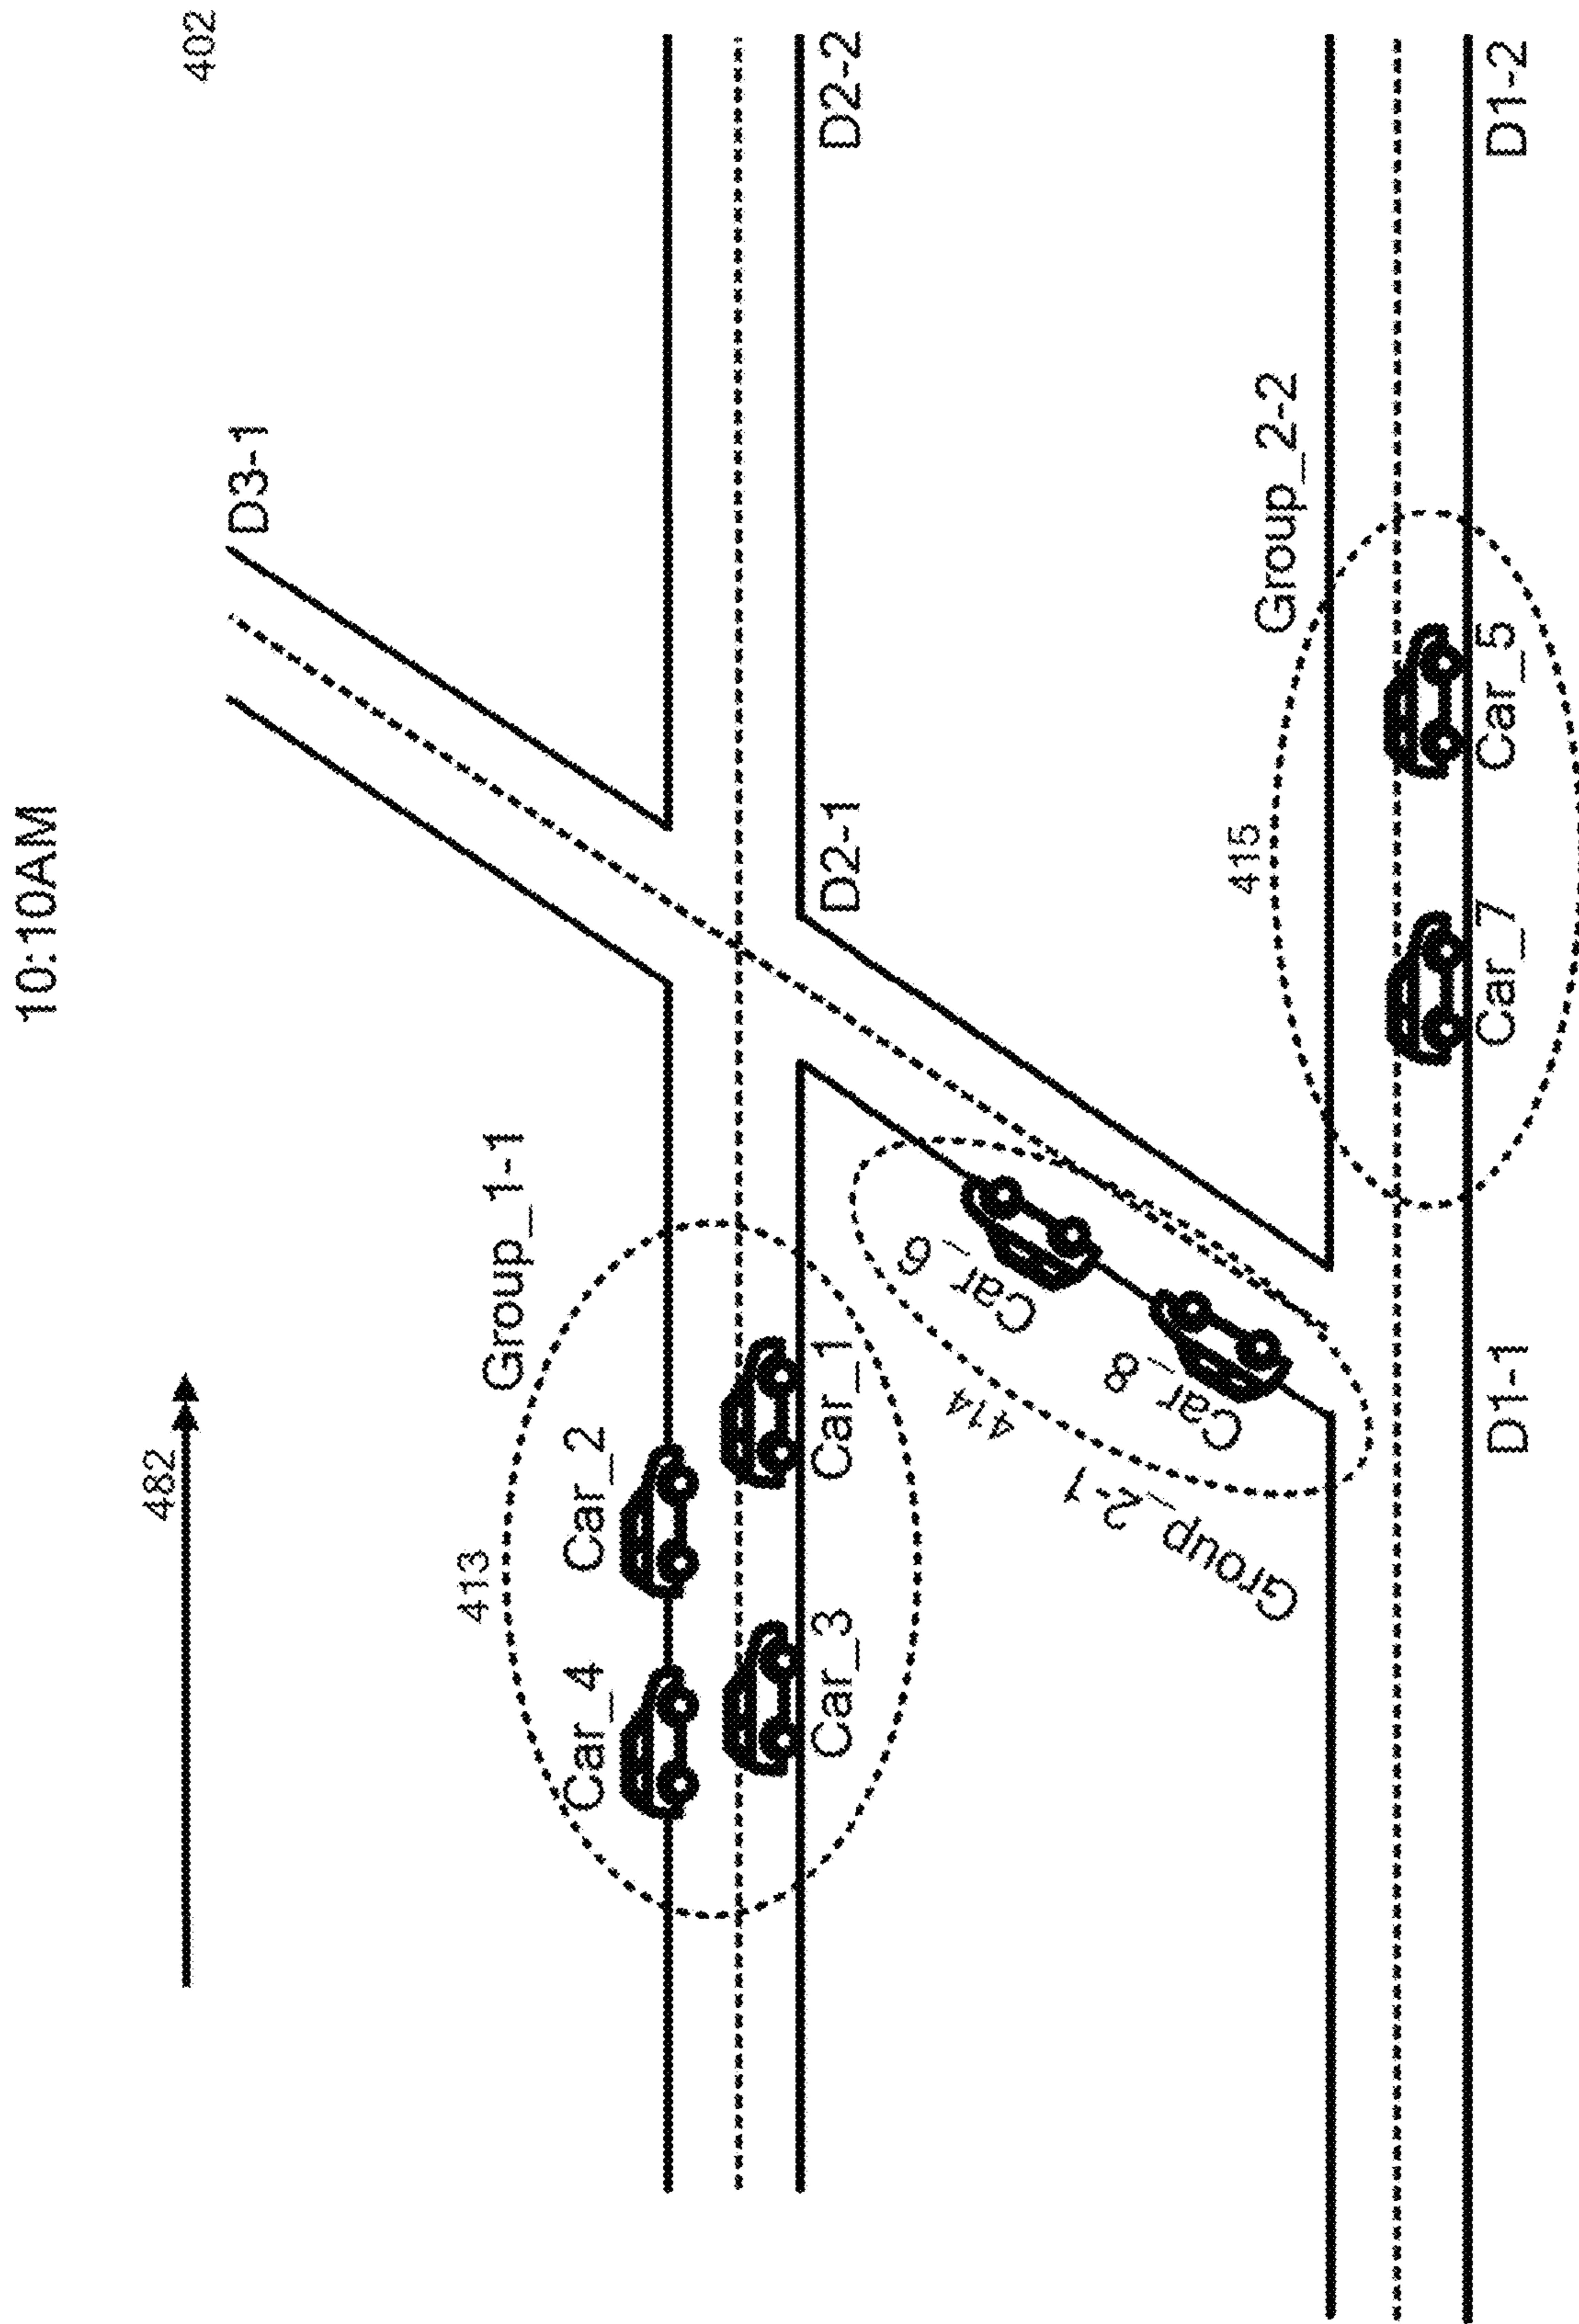 10:10AM
402
482
D3-1
413
Group_1-1
Car_4
Car_2
Car_3
Car_1
D2-1
D2-2
414
Group_2-1
Car_8
Car_6
415
Group_2-2
Car_7
Car_5
D1-1
D1-2